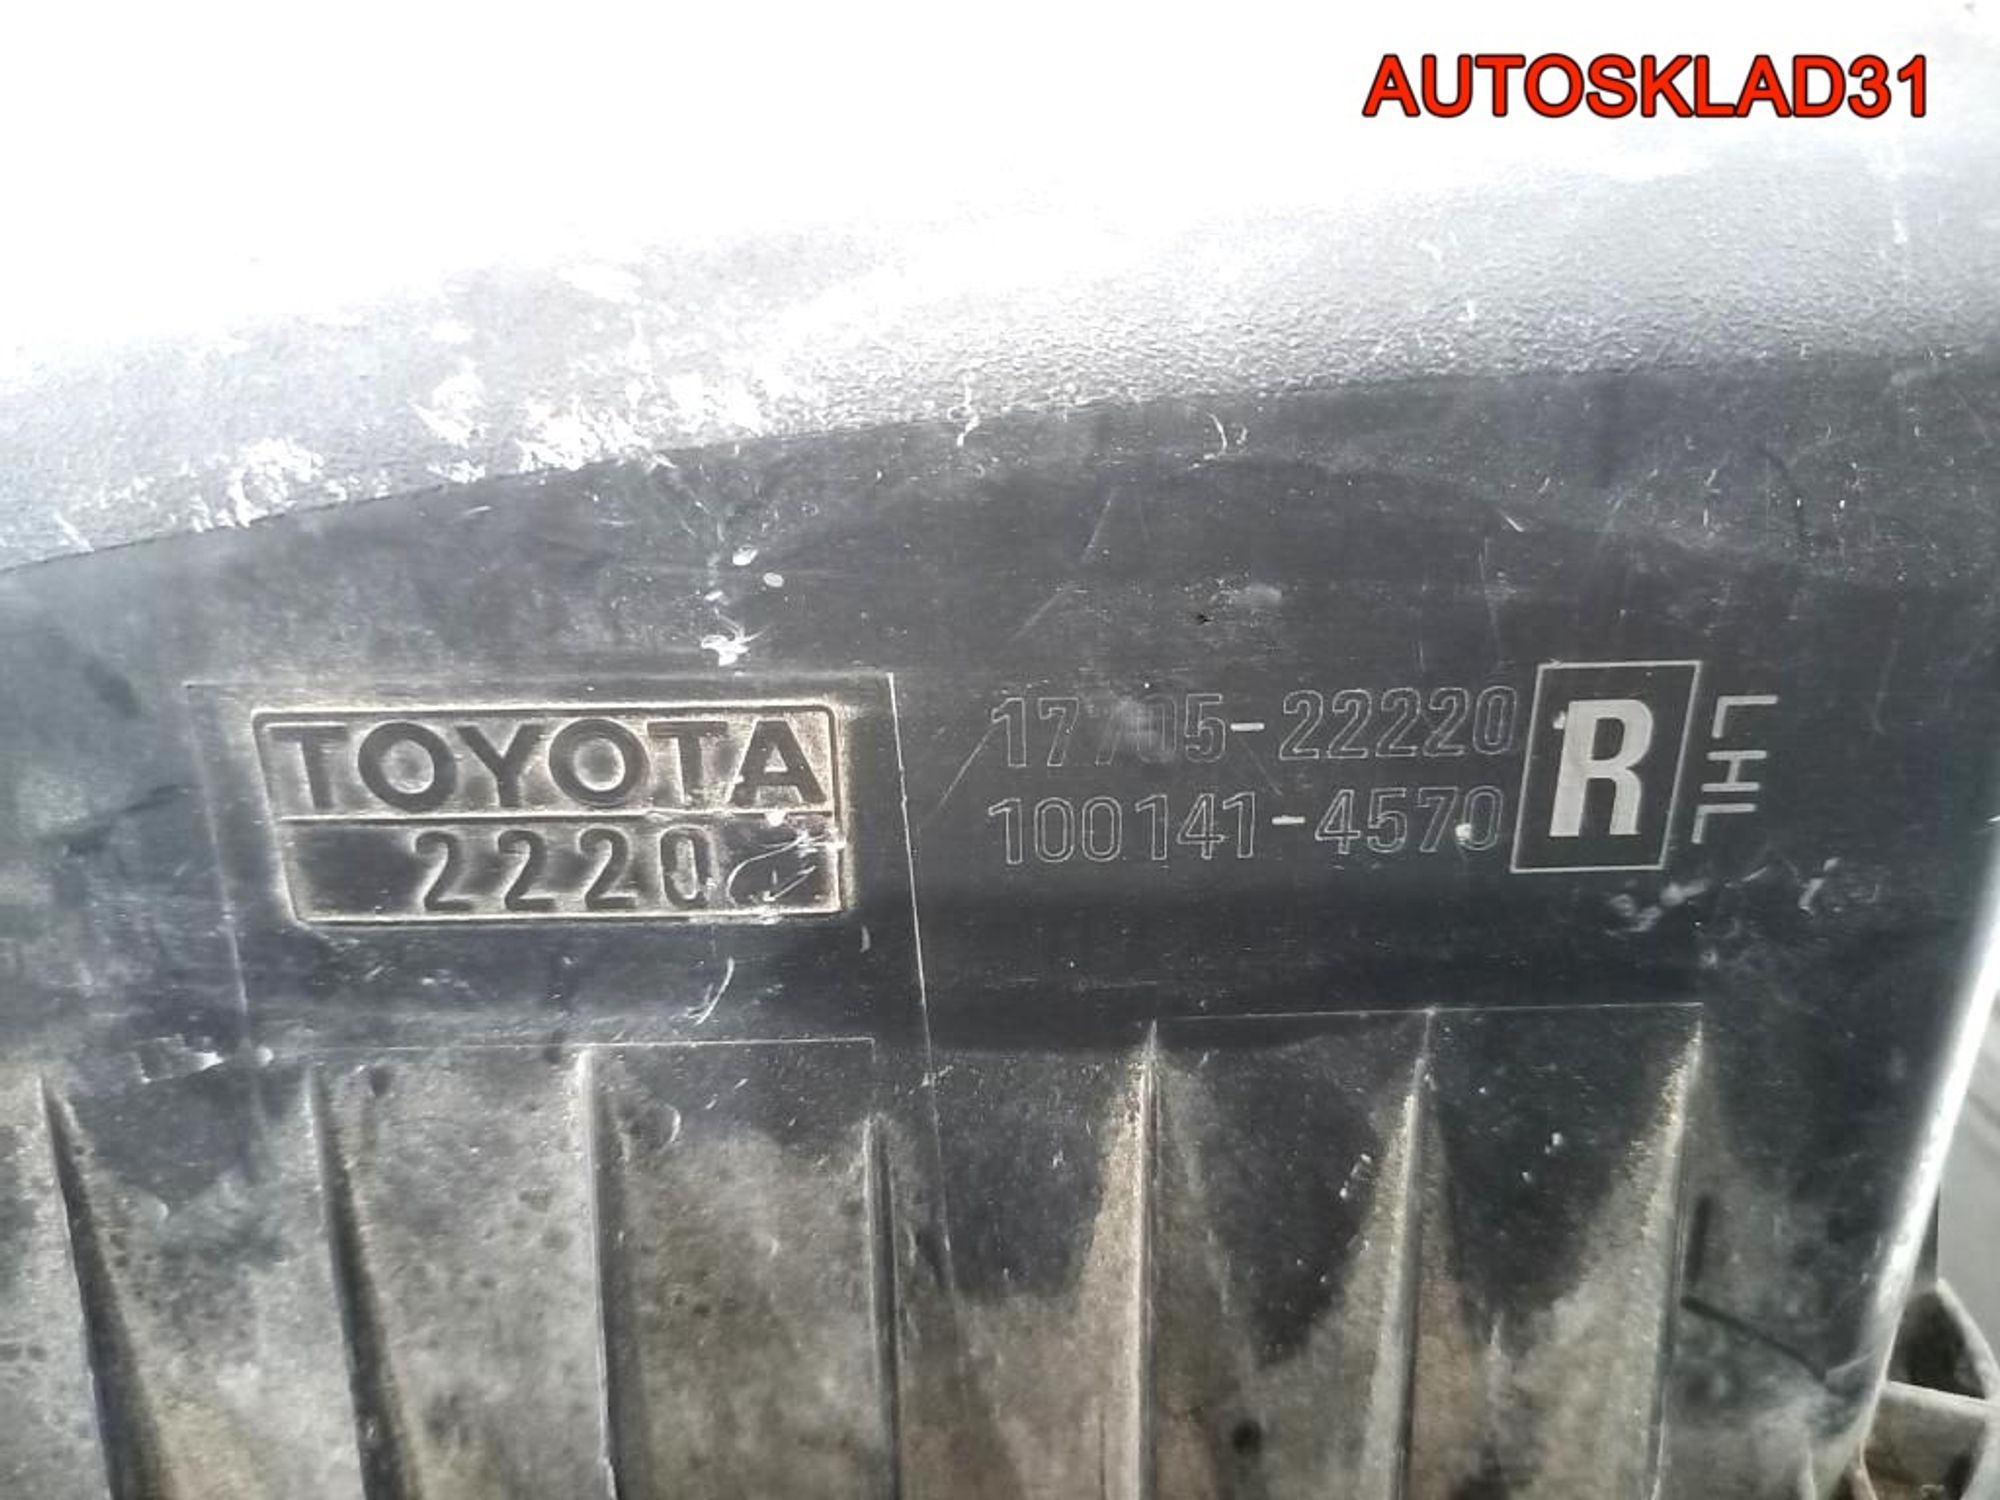 AUTOSKLAD31
TOYOTA
2220
17705-22220
100141-4570
R
LHL